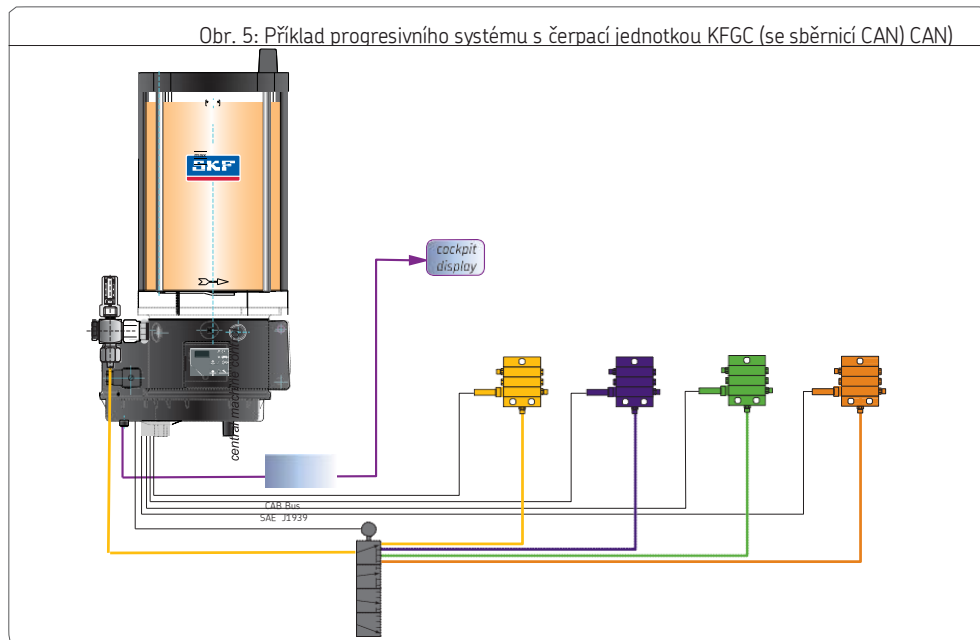 Obr. 5: Příklad progresivního systému s čerpací jednotkou KFGC (se sběrnicí CAN) CAN)
SKF
cockpit
display
central machine control
CAB Bus
SAE J1939